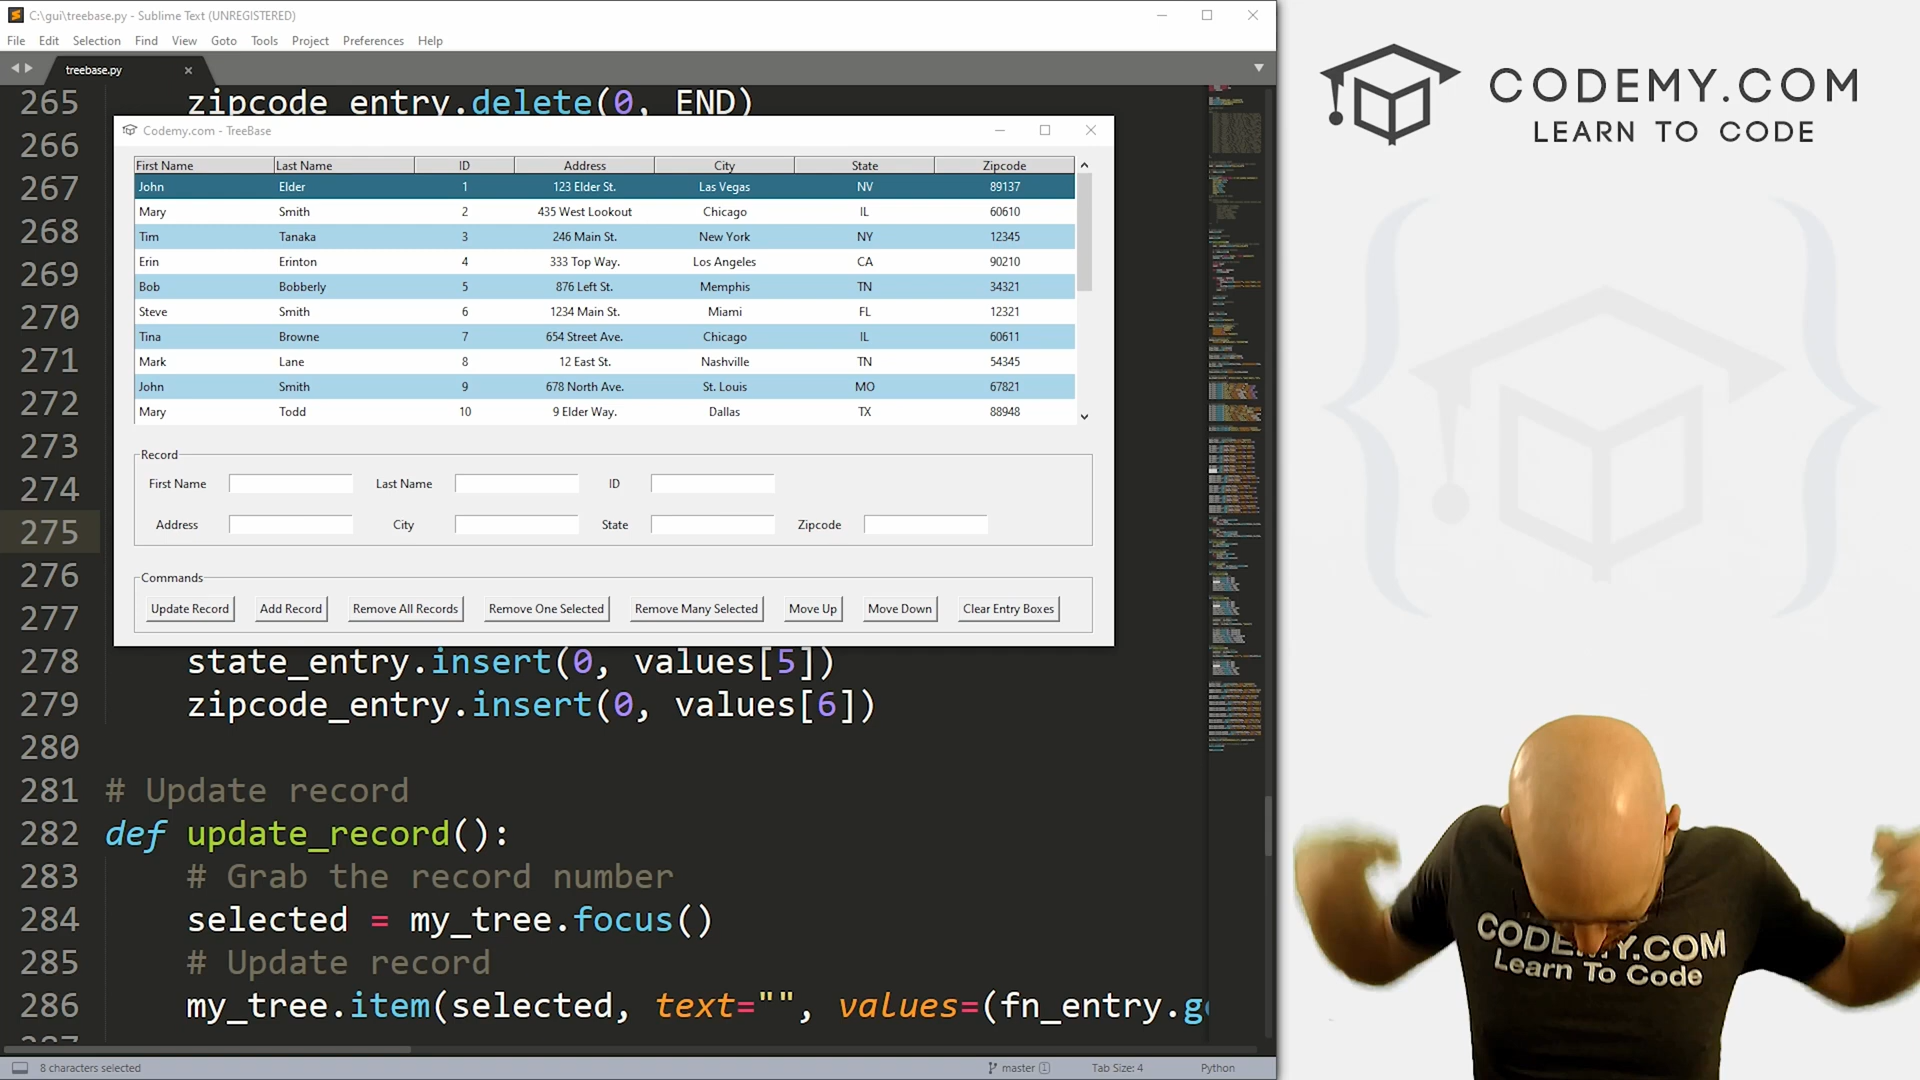 C:\gui\treebase.py - Sublime Text (UNREGISTERED)
File Edit Selection Find View Goto Tools Project Preferences Help
treebase.py
265 zipcode_entry.delete(0, END)
266
267
268
269
270
271
272
273
274
275
276
277
Codemy.com - TreeBase
First Name Last Name ID Address City State Zipcode
John Elder 1 123 Elder St. Las Vegas NV 89137
Mary Smith 2 435 West Lookout Chicago IL 60610
Tim Tanaka 3 246 Main St. New York NY 12345
Erin Erinton 4 333 Top Way. Los Angeles CA 90210
Bob Bobberly 5 876 Left St. Memphis TN 34321
Steve Smith 6 1234 Main St. Miami FL 12321
Tina Browne 7 654 Street Ave. Chicago IL 60611
Mark Lane 8 12 East St. Nashville TN 54345
John Smith 9 678 North Ave. St. Louis MO 67821
Mary Todd 10 9 Elder Way. Dallas TX 88948
Record
First Name Last Name ID
Address City State Zipcode
Commands
Update Record Add Record Remove All Records Remove One Selected Remove Many Selected Move Up Move Down Clear Entry Boxes
278 state_entry.insert(0, values[5])
279 zipcode_entry.insert(0, values[6])
280
281 # Update record
282 def update_record():
283 # Grab the record number
284 selected = my_tree.focus()
285 # Update record
286 my_tree.item(selected, text="", values=(fn_entry.g
8 characters selected master 1 Tab Size: 4 Python
CODEMY.COM
LEARN TO CODE
CODEMY.COM
Learn To Code